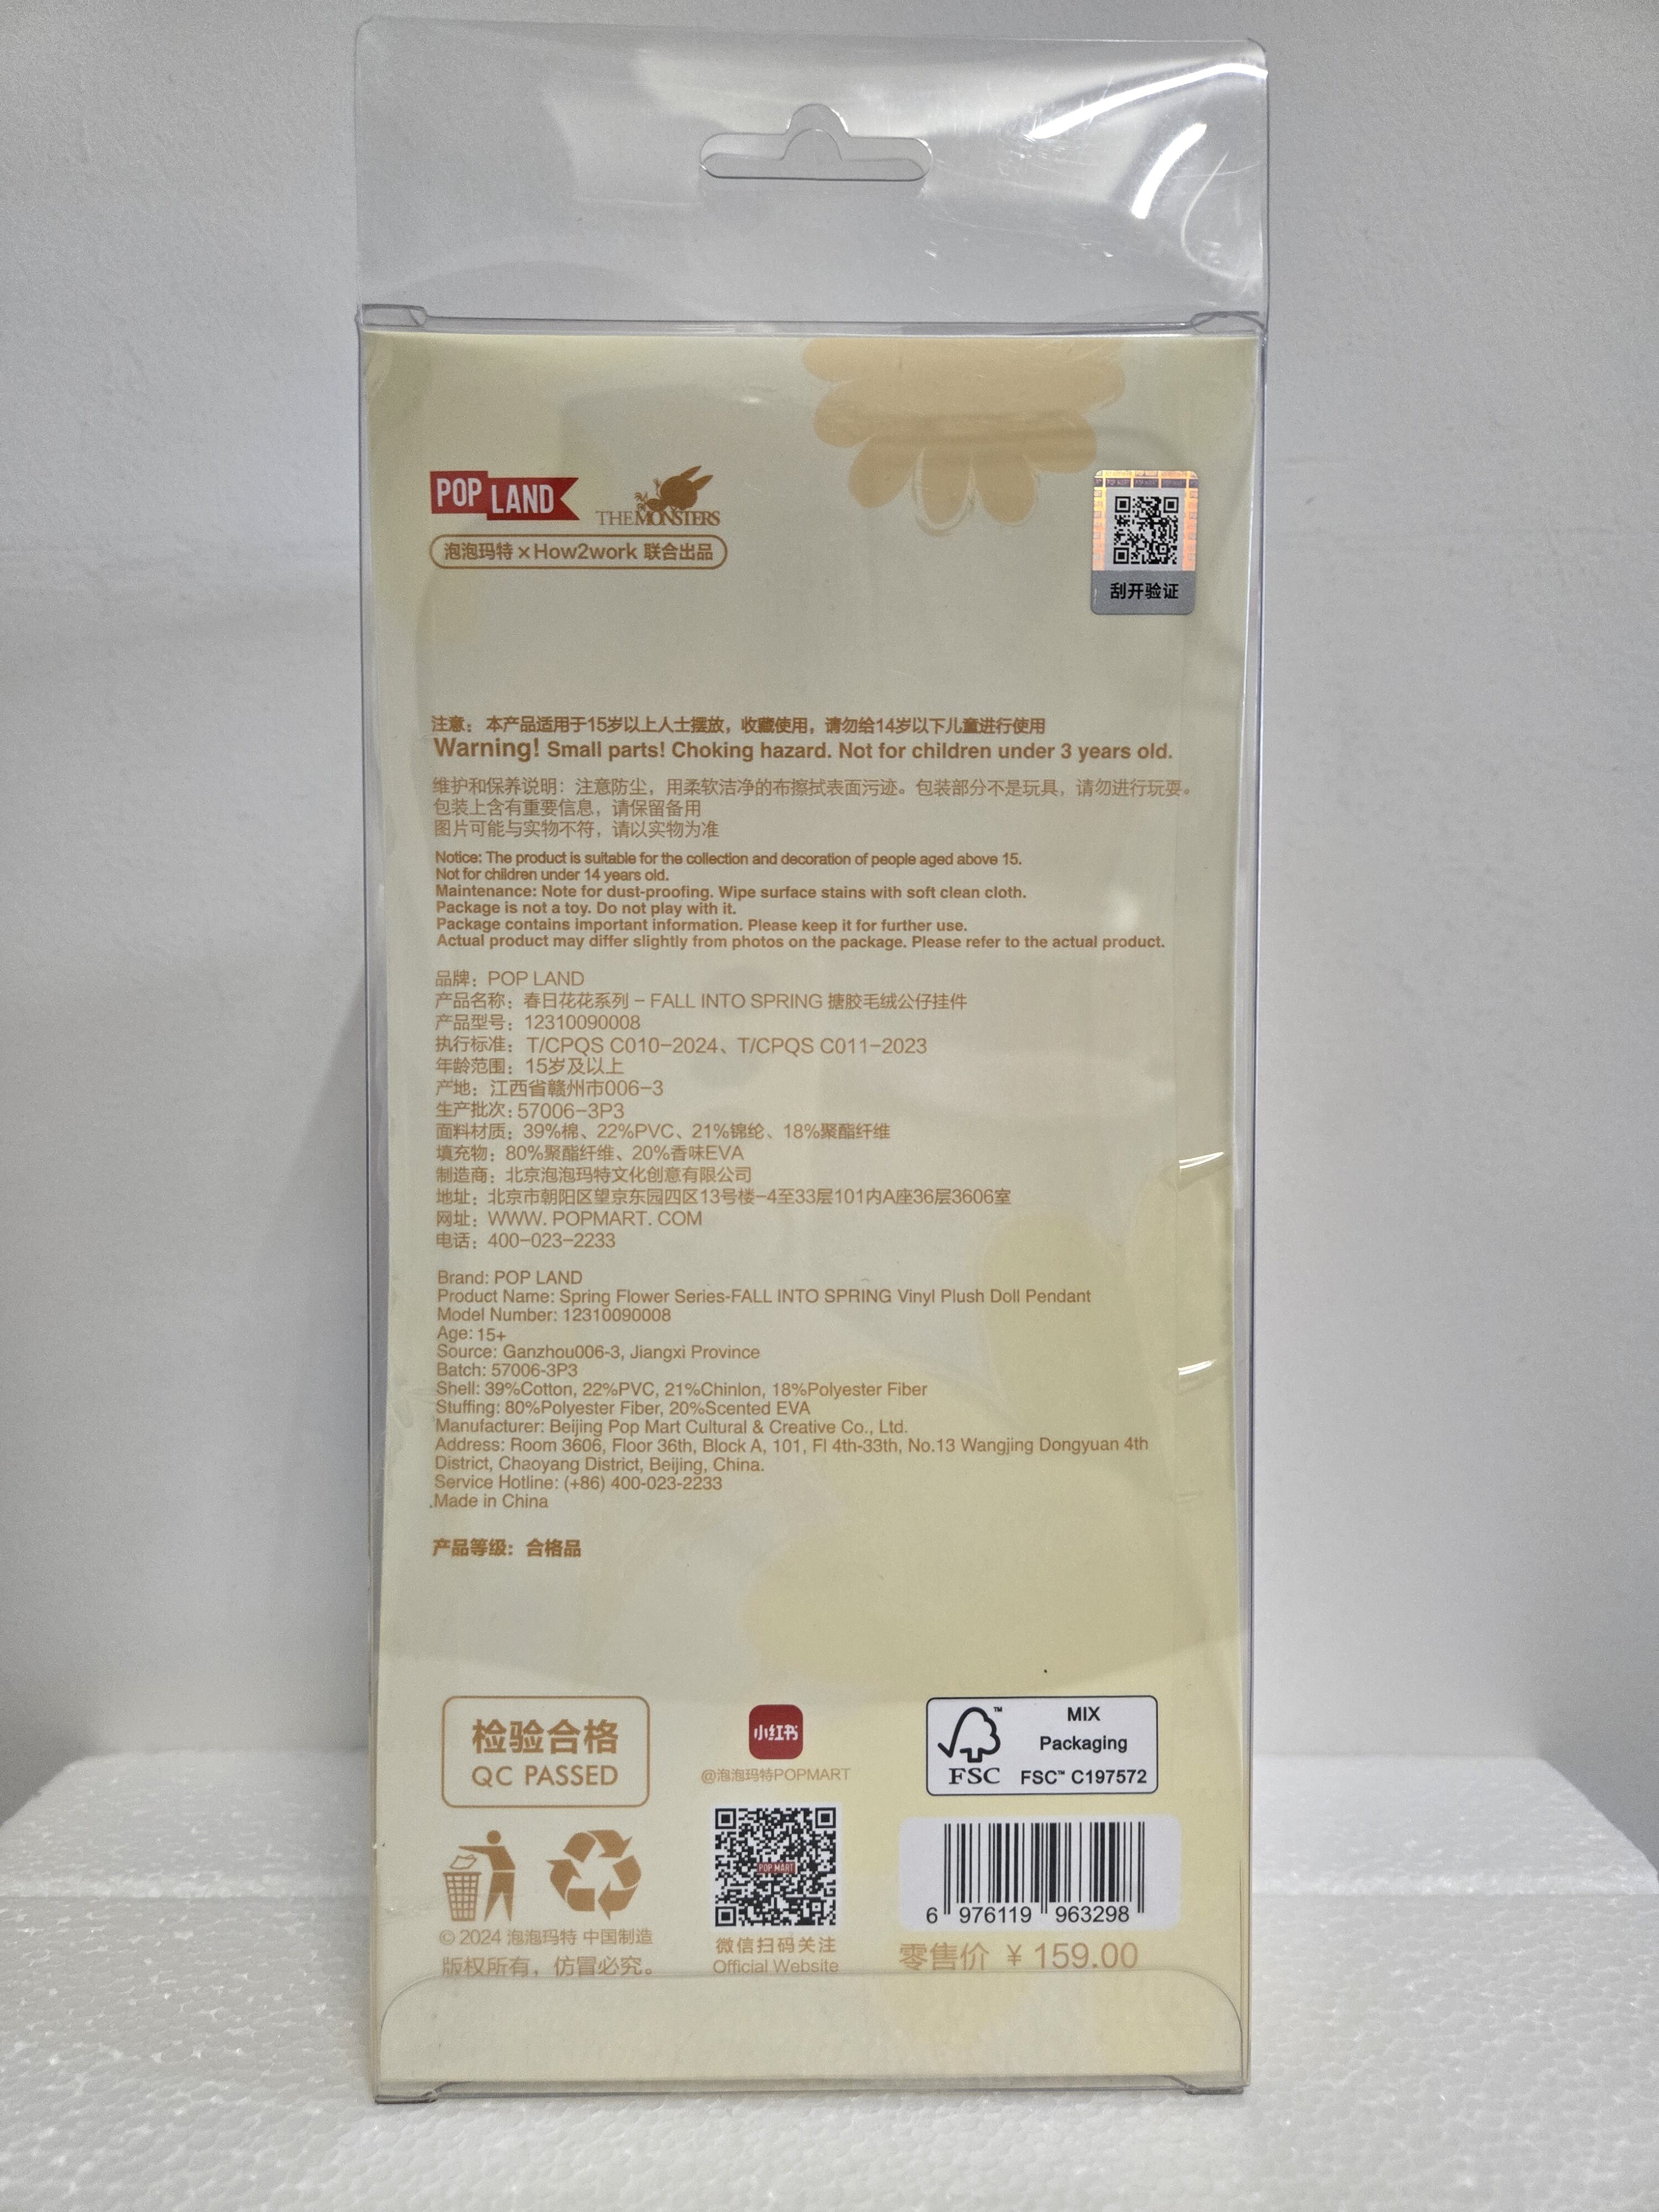 POP LAND
THE MONSTERS
泡泡玛特×How2work 联合出品
刮开验证
注意：本产品适用于15岁以上人士摆放，收藏使用，请勿给14岁以下儿童进行使用
Warning! Small parts! Choking hazard. Not for children under 3 years old.
维护和保养说明：注意防尘，用柔软洁净的布擦拭表面污迹。包装部分不是玩具，请勿进行玩耍。
包装上含有重要信息，请保留备用
图片可能与实物不符，请以实物为准
Notice: The product is suitable for the collection and decoration of people aged above 15.
Not for children under 14 years old.
Maintenance: Note for dust-proofing. Wipe surface stains with soft clean cloth.
Package is not a toy. Do not play with it.
Package contains important information. Please keep it for further use.
Actual product may differ slightly from photos on the package. Please refer to the actual product.
品牌：POP LAND
产品名称：春日花花系列－FALL INTO SPRING 搪胶毛绒公仔挂件
产品型号：12310090008
执行标准：T/CPQS C010-2024、T/CPQS C011-2023
年龄范围：15岁及以上
产地：江西省赣州市006-3
生产批次：57006-3P3
面料材质：39%棉、22%PVC、21%锦纶、18%聚酯纤维
填充物：80%聚酯纤维、20%香味EVA
制造商：北京泡泡玛特文化创意有限公司
地址：北京市朝阳区望京东园四区13号楼-4至33层101内A座36层3606室
网址：WWW. POPMART. COM
电话：400-023-2233
Brand: POP LAND
Product Name: Spring Flower Series-FALL INTO SPRING Vinyl Plush Doll Pendant
Model Number: 12310090008
Age: 15+
Source: Ganzhou006-3, Jiangxi Province
Batch: 57006-3P3
Shell: 39%Cotton, 22%PVC, 21%Chinlon, 18%Polyester Fiber
Stuffing: 80%Polyester Fiber, 20%Scented EVA
Manufacturer: Beijing Pop Mart Cultural & Creative Co., Ltd.
Address: Room 3606, Floor 36th, Block A, 101, Fl 4th-33th, No.13 Wangjing Dongyuan 4th
District, Chaoyang District, Beijing, China.
Service Hotline: (+86) 400-023-2233
Made in China
产品等级：合格品
检验合格
QC PASSED
小红书
@泡泡玛特POPMART
POP MART
微信扫码关注
Official Website
FSC™
MIX
Packaging
FSC™ C197572
6 976119 963298
零售价 ￥159.00
© 2024 泡泡玛特 中国制造
版权所有，仿冒必究。